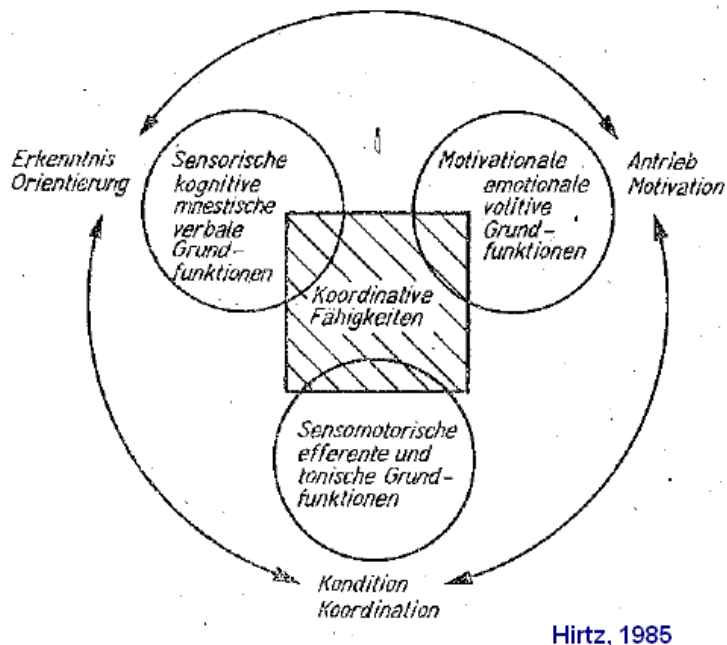 Erkenntnis
Orientierung
Sensorische
kognitive
mnestische
verbale
Grund-
funktionen
Motivationale
emotionale
volitive
Grund-
funktionen
Antrieb
Motivation
Koordinative
Fähigkeiten
Sensomotorische
efferente und
tonische Grund-
funktionen
Kondition
Koordination
Hirtz, 1985